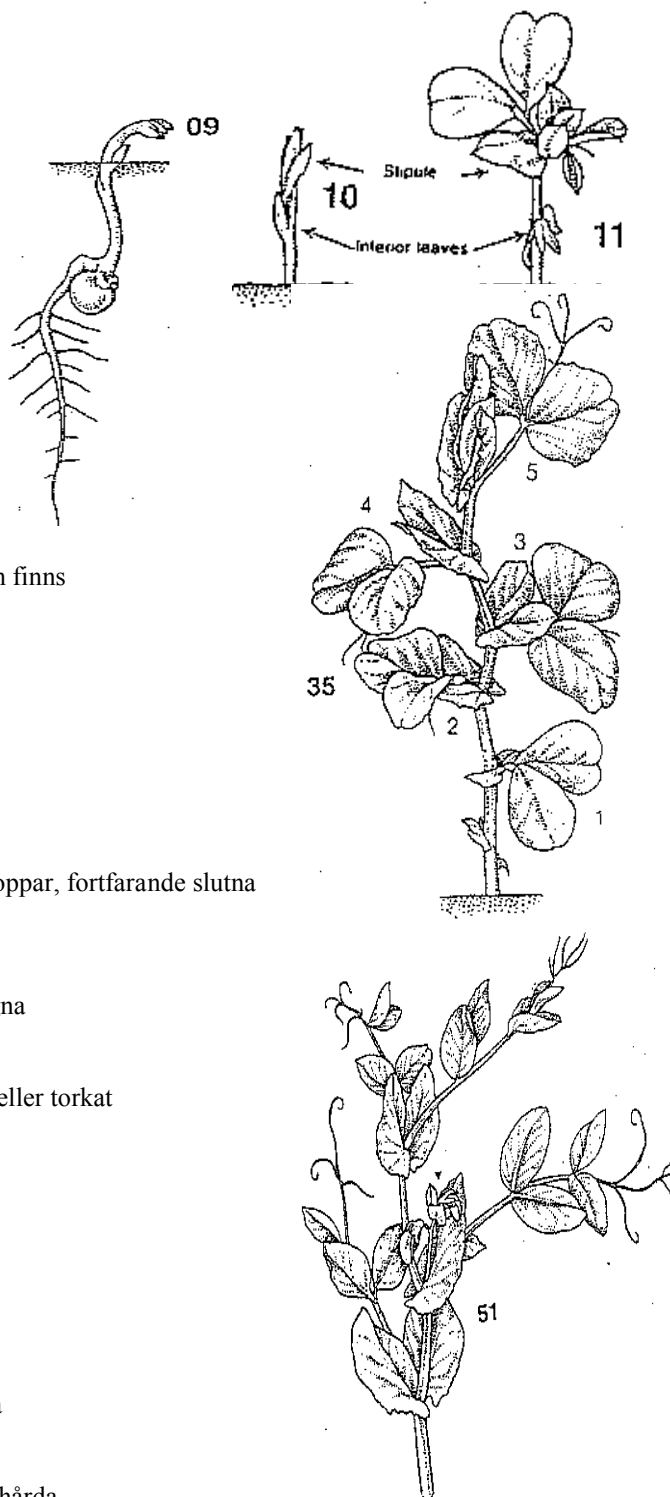 09
Stipule
10
Interior leaves
11
5
4
3
n finns
35
2
1
oppar, fortfarande slutna
na
eller torkat
51
a
hårda